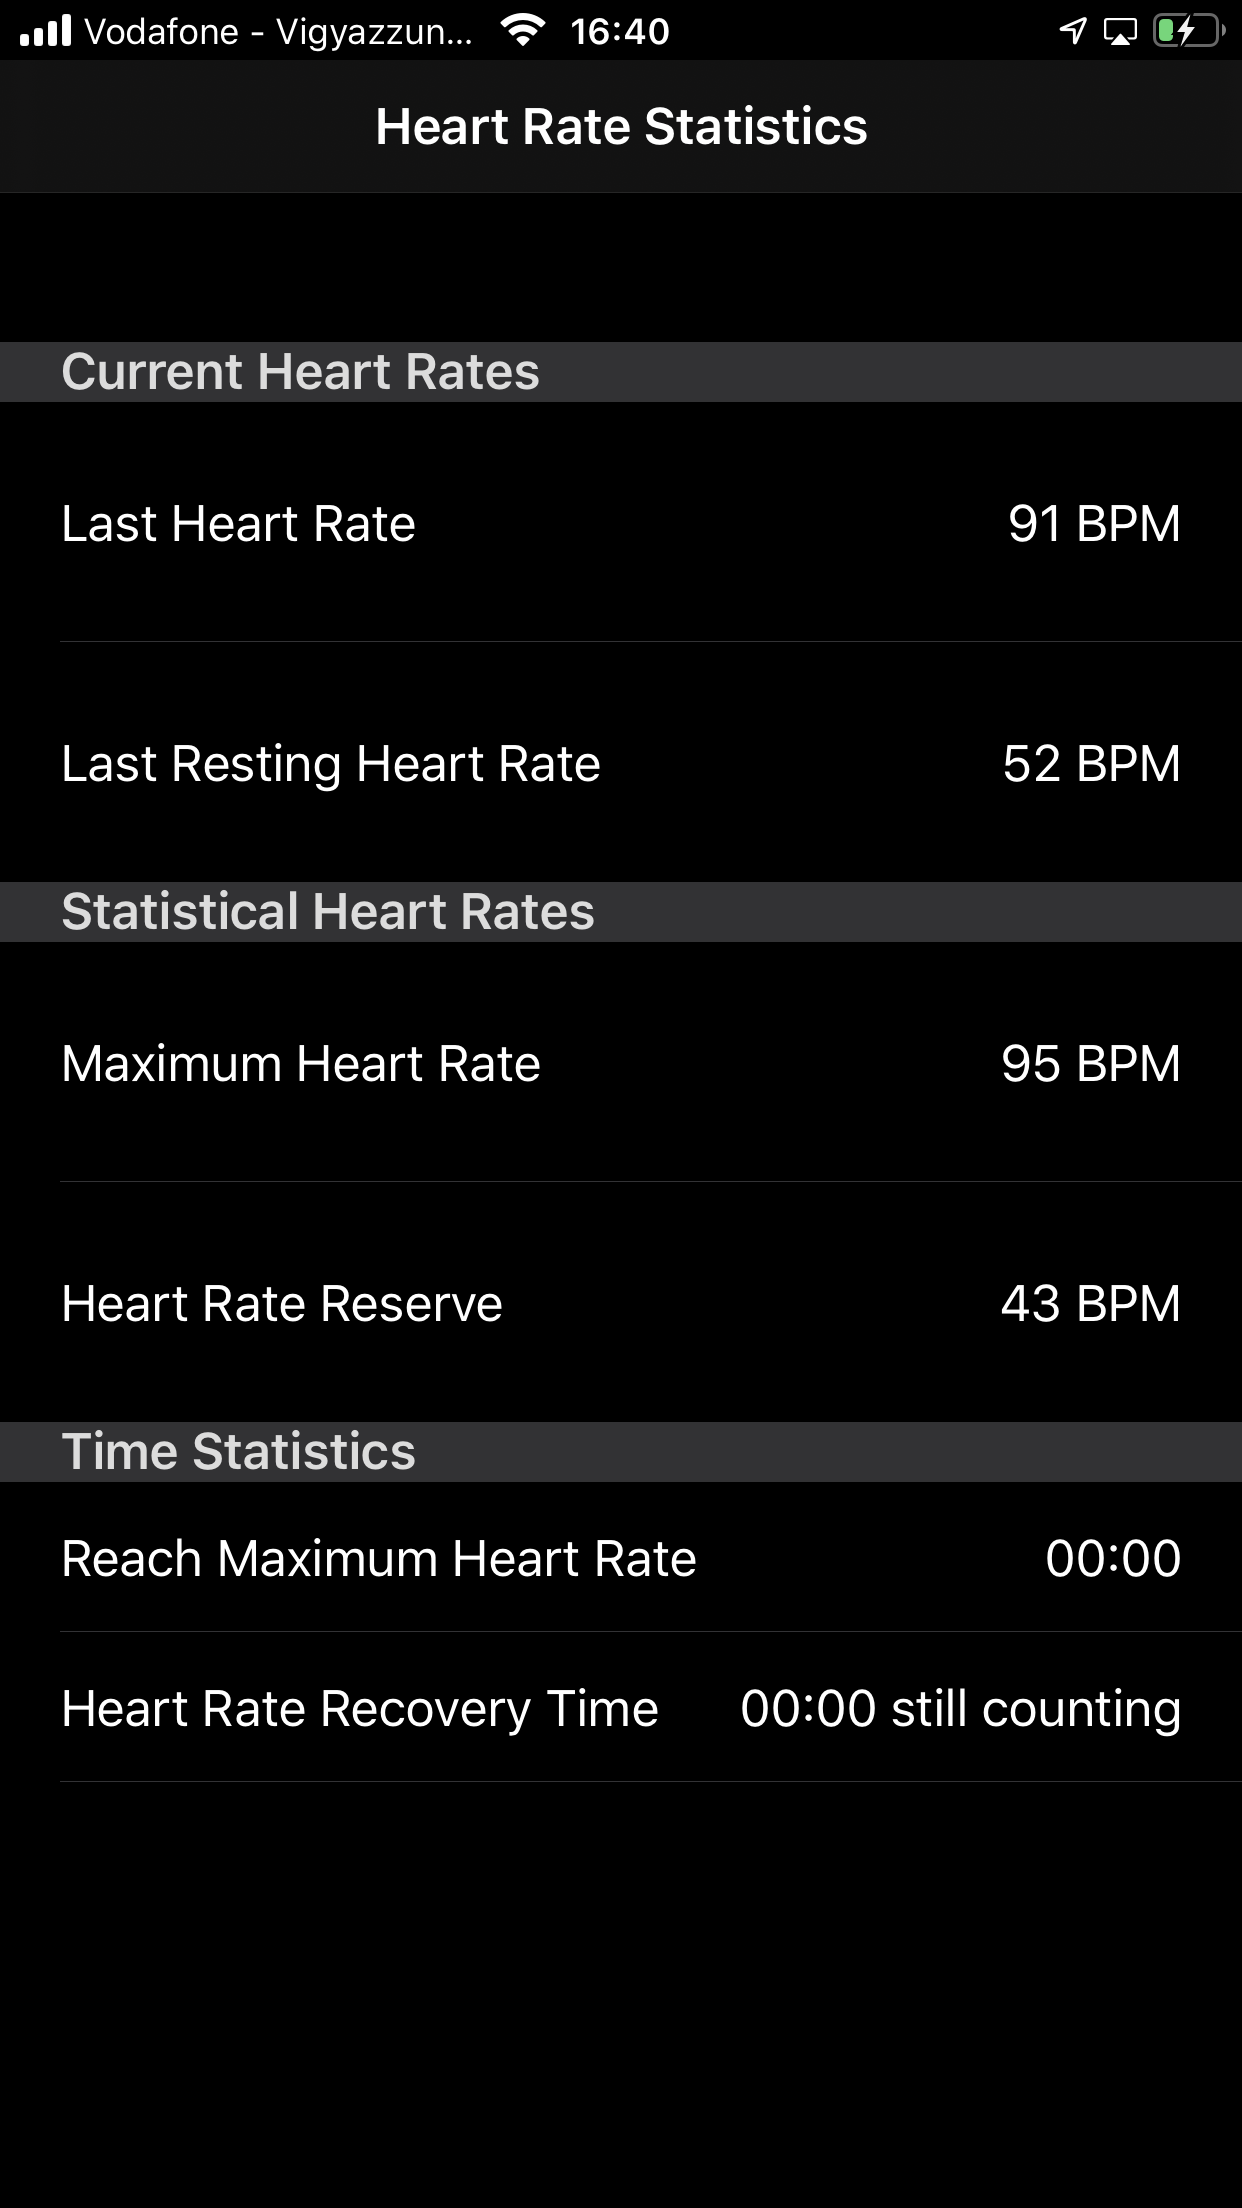 Vodafone - Vigyazzun... 16:40
Heart Rate Statistics
Current Heart Rates
Last Heart Rate 91 BPM
Last Resting Heart Rate 52 BPM
Statistical Heart Rates
Maximum Heart Rate 95 BPM
Heart Rate Reserve 43 BPM
Time Statistics
Reach Maximum Heart Rate 00:00
Heart Rate Recovery Time 00:00 still counting